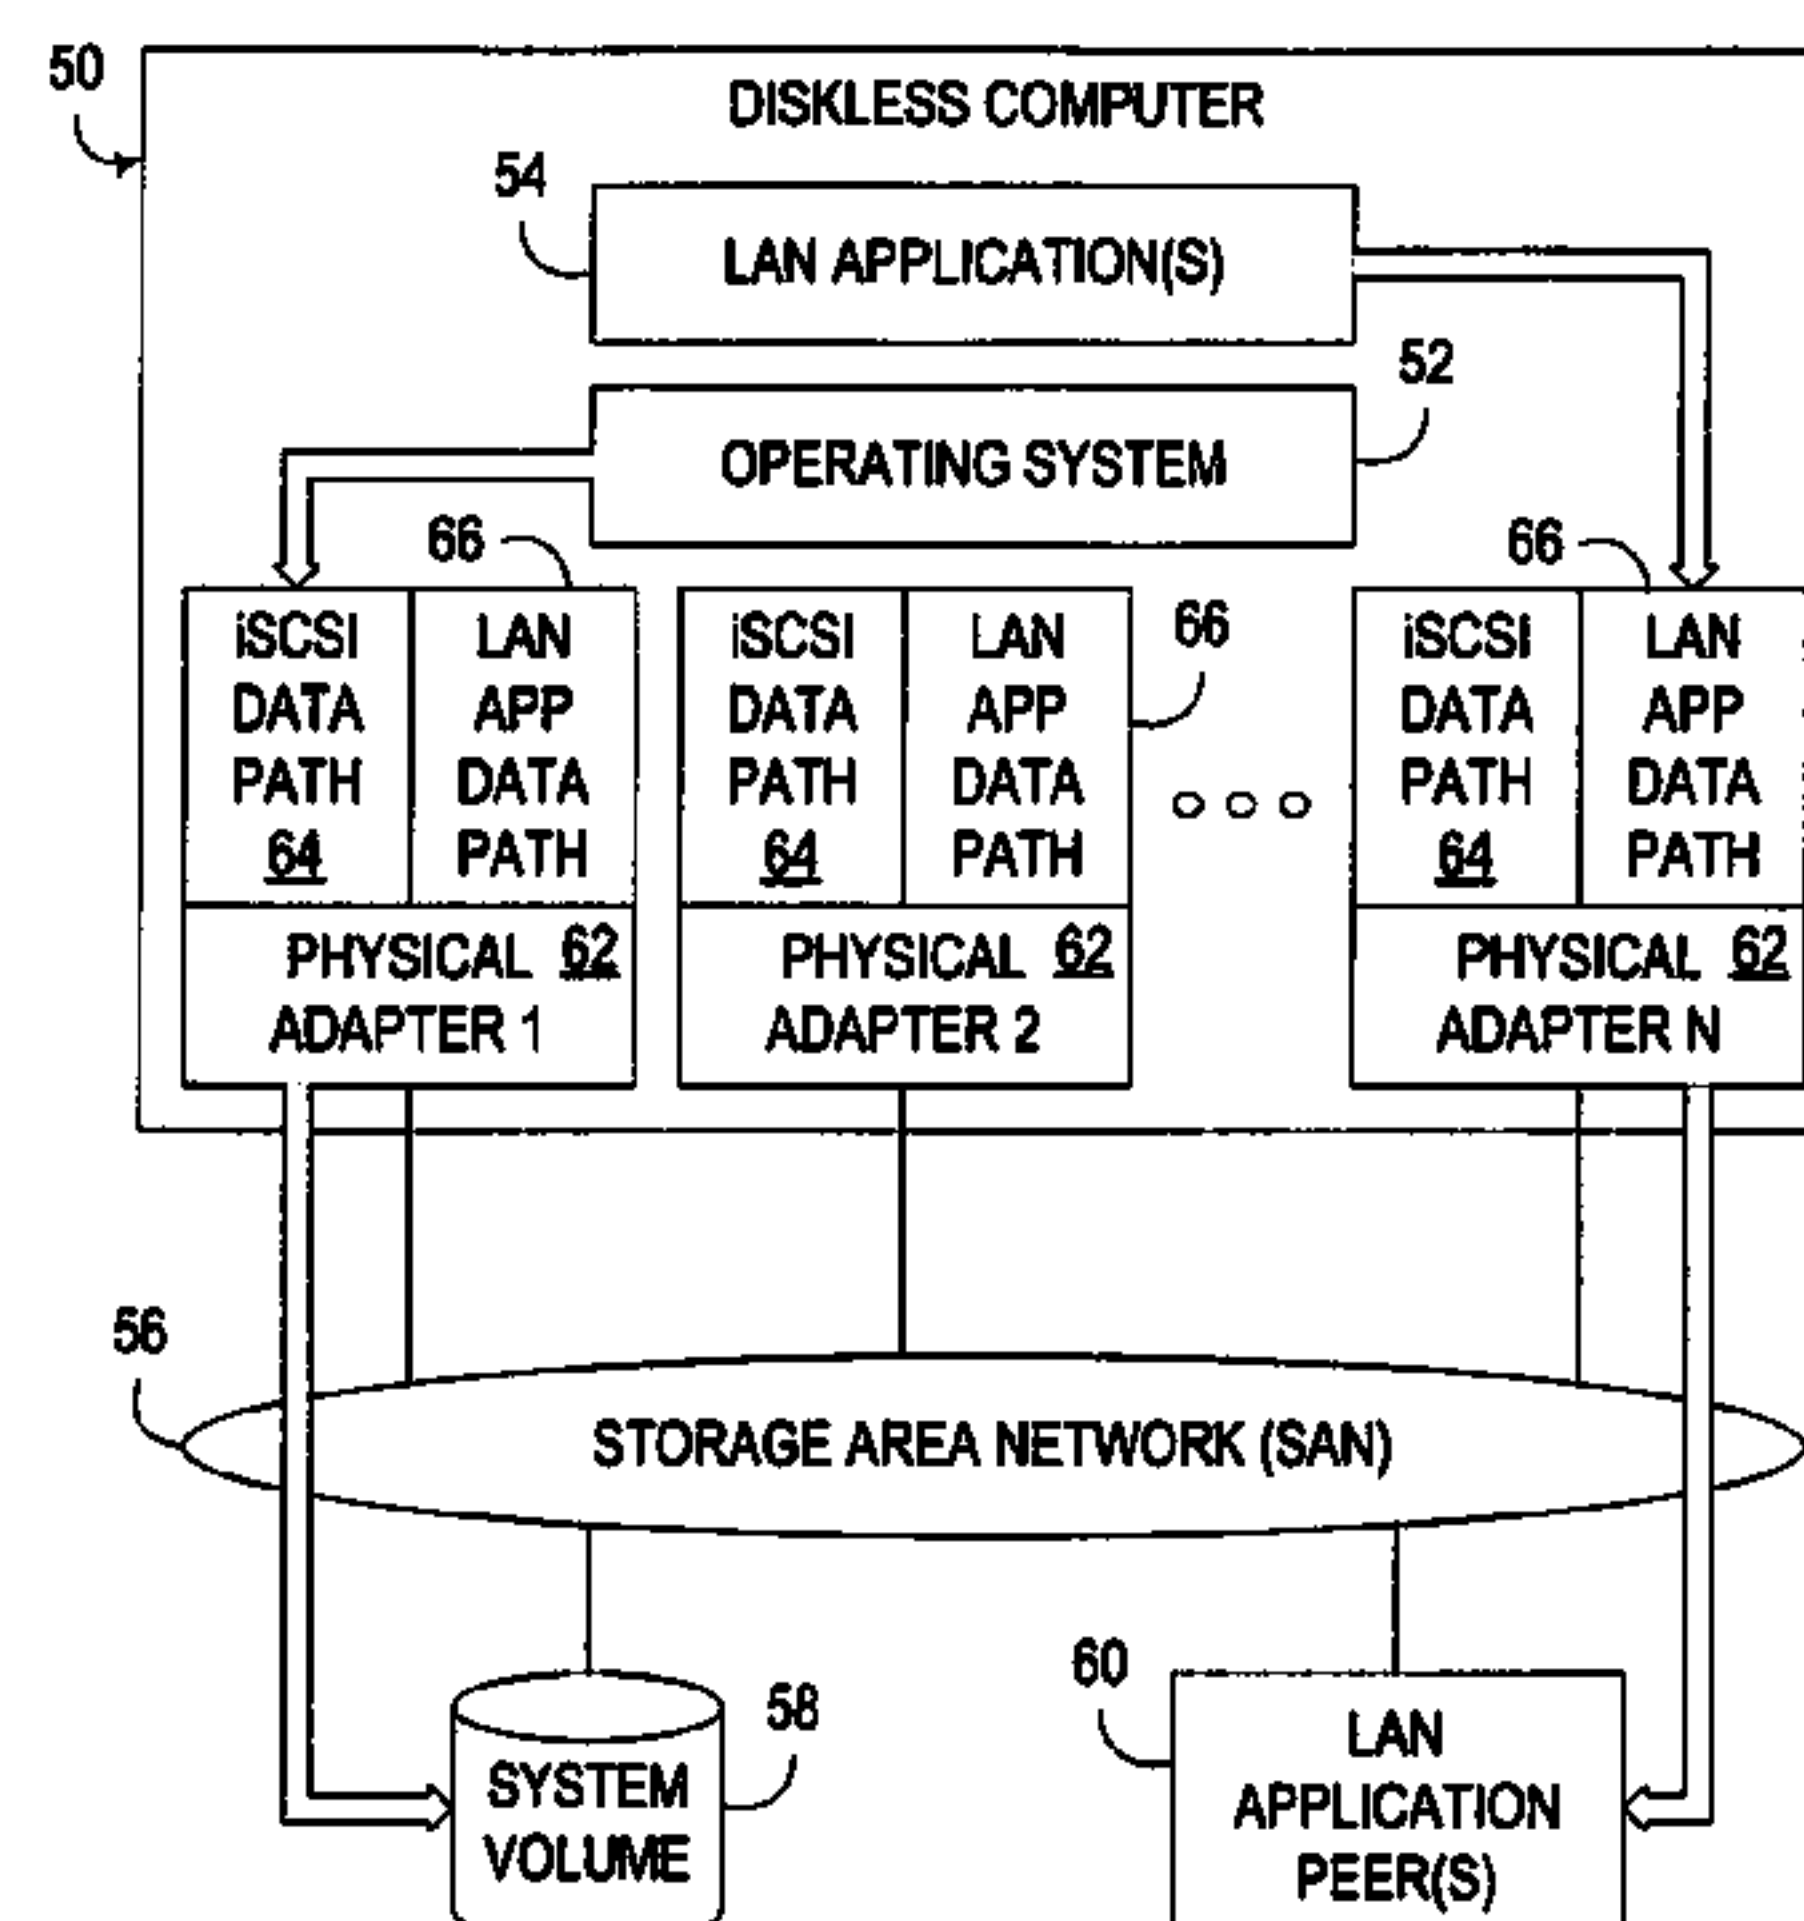 50
DISKLESS COMPUTER
54
LAN APPLICATION(S)
52
OPERATING SYSTEM
66
66
iSCSI
DATA
PATH
64
LAN
APP
DATA
PATH
PHYSICAL 62
ADAPTER 1
iSCSI
DATA
PATH
64
LAN
APP
DATA
PATH
66
PHYSICAL 62
ADAPTER 2
iSCSI
DATA
PATH
64
LAN
APP
DATA
PATH
PHYSICAL 62
ADAPTER N
56
STORAGE AREA NETWORK (SAN)
58
SYSTEM
VOLUME
60
LAN
APPLICATION
PEER(S)